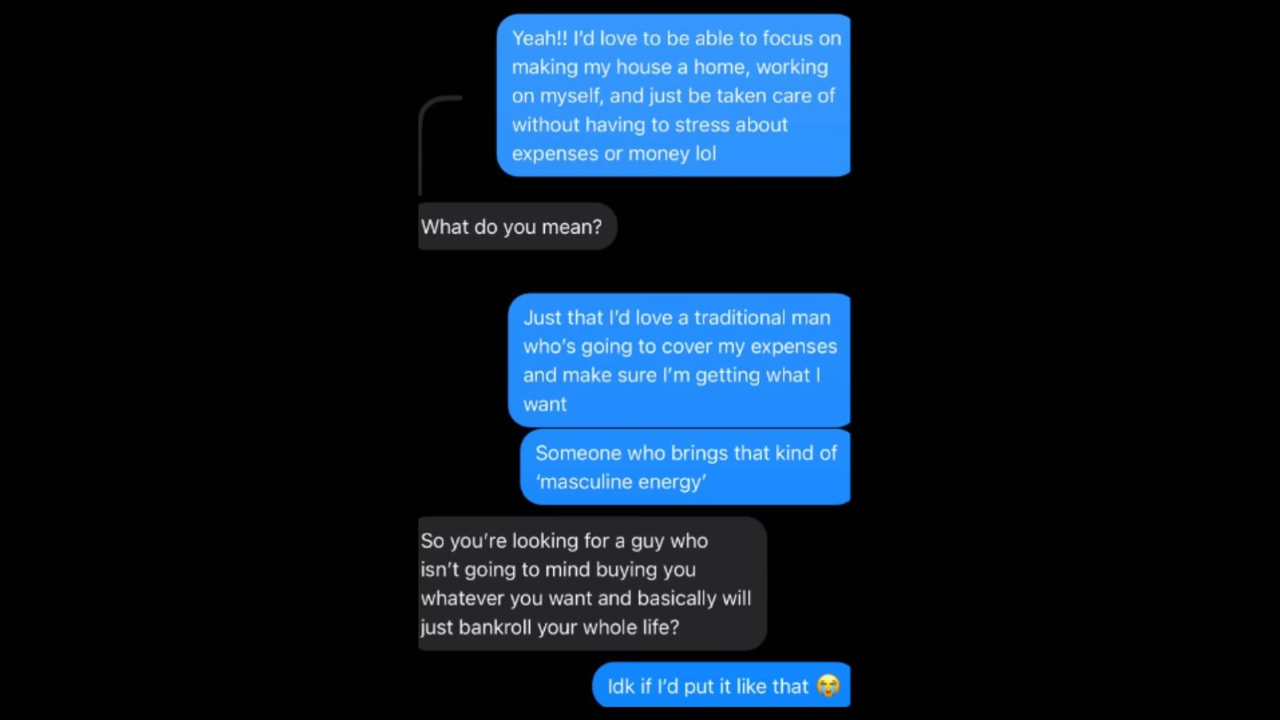 Yeah!! I’d love to be able to focus on
making my house a home, working
on myself, and just be taken care of
without having to stress about
expenses or money lol
What do you mean?
Just that I’d love a traditional man
who’s going to cover my expenses
and make sure I’m getting what I
want
Someone who brings that kind of
‘masculine energy’
So you’re looking for a guy who
isn’t going to mind buying you
whatever you want and basically will
just bankroll your whole life?
Idk if I’d put it like that 😭